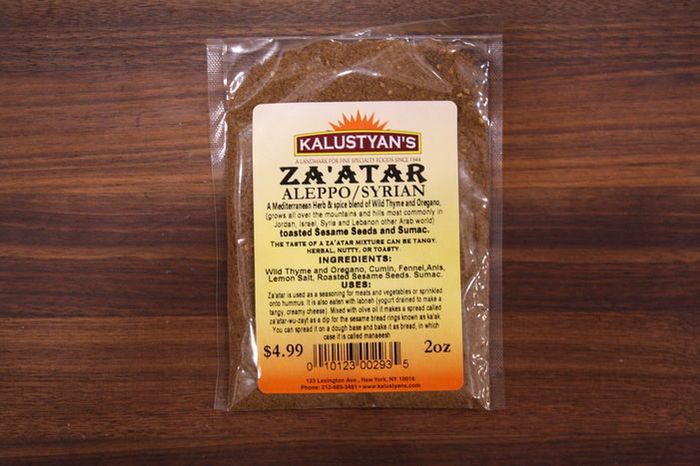 KALUSTYAN'S
A LANDMARK FOR FINE SPECIALTY FOODS SINCE 1944
ZA'ATAR
ALEPPO/SYRIAN
A Mediterranean Herb & spice blend of Wild Thyme and Oregano,
(grows all over the mountains and hills most commonly in
Jordan, Israel, Syria and Lebanon other Arab world)
toasted Sesame Seeds and Sumac.
THE TASTE OF A ZA'ATAR MIXTURE CAN BE TANGY,
HERBAL, NUTTY, OR TOASTY
INGREDIENTS:
Wild Thyme and Oregano, Cumin, Fennel,Anis,
Lemon Salt, Roasted Sesame Seeds. Sumac.
USES:
Za'atar is used as a seasoning for meats and vegetables or sprinkled
onto hummus. It is also eaten with labneh (yogurt drained to make a
tangy, creamy cheese). Mixed with olive oil it makes a spread called
za'atar-wu-zayt as a dip for the sesame bread rings known as ka'ak
You can spread it on a dough base and bake it as bread, in which
case it is called manaeesh
$4.99
2oz
0 10123 00293 5
123 Lexington Ave., New York, NY 10016
Phone: 212-685-3451 • www.kalustyans.com